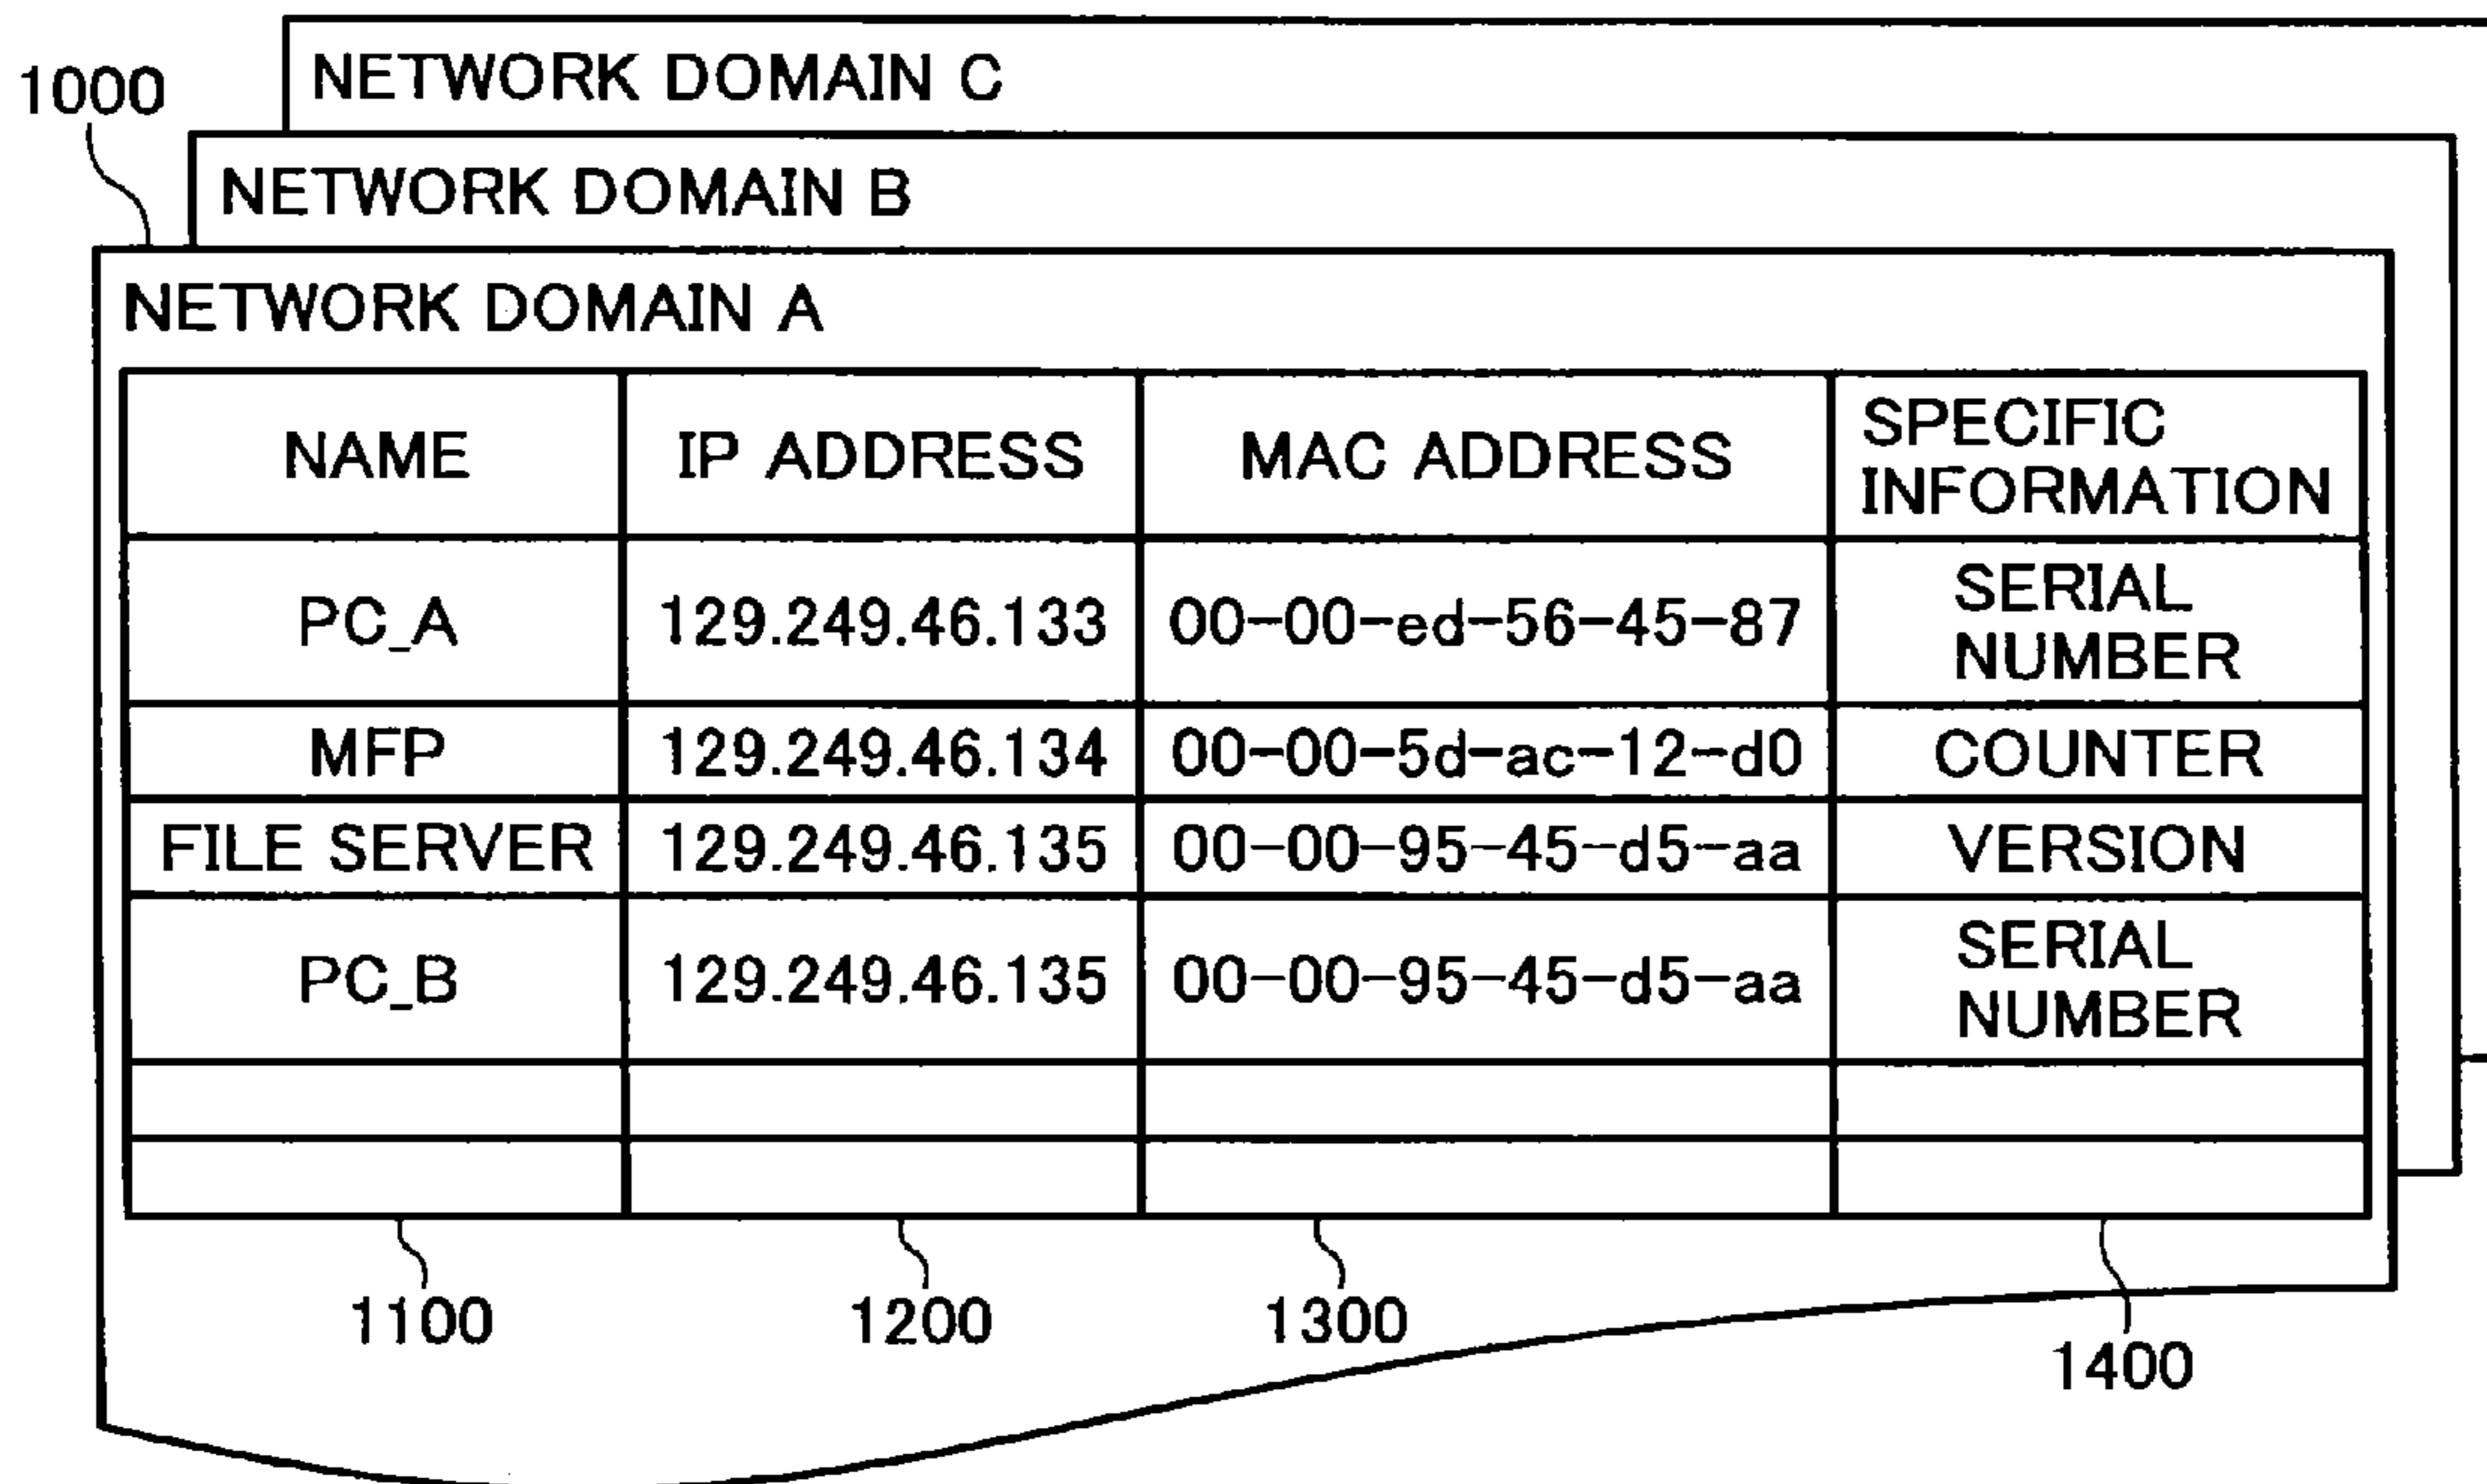 NETWORK DOMAIN C
1000
NETWORK DOMAIN B
NETWORK DOMAIN A
NAME IP ADDRESS MAC ADDRESS SPECIFIC
INFORMATION
PC_A 129.249.46.133 00-00-ed-56-45-87 SERIAL
NUMBER
MFP 129.249.46.134 00-00-5d-ac-12-d0 COUNTER
FILE SERVER 129.249.46.135 00-00-95-45-d5-aa VERSION
PC_B 129.249.46.135 00-00-95-45-d5-aa SERIAL
NUMBER
1100 1200 1300
1400